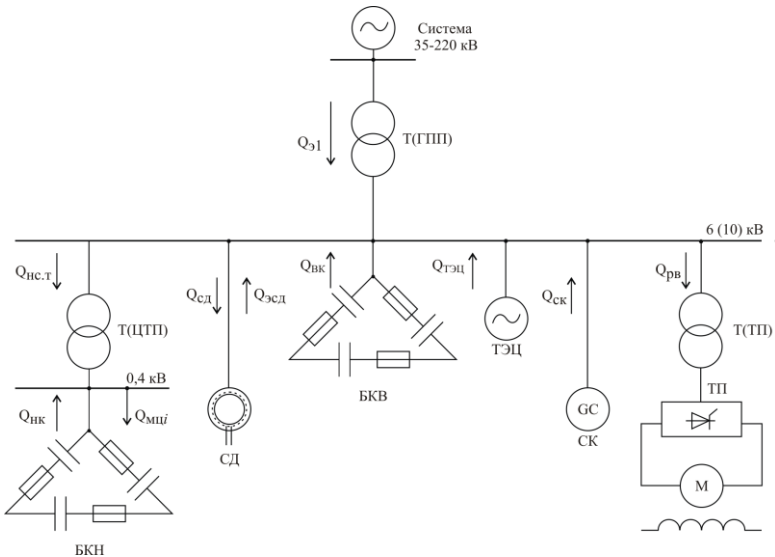 Система
35-220 кВ
Qэ1
Т(ГПП)
6 (10) кВ
Qнс.т
Qсд
Qэсд
Qвк
QТЭЦ
Qск
Qрв
Т(ЦТП)
ТЭЦ
Т(ТП)
0,4 кВ
БКВ
ТП
Qнк
Qмцi
GC
СК
СД
М
БКН